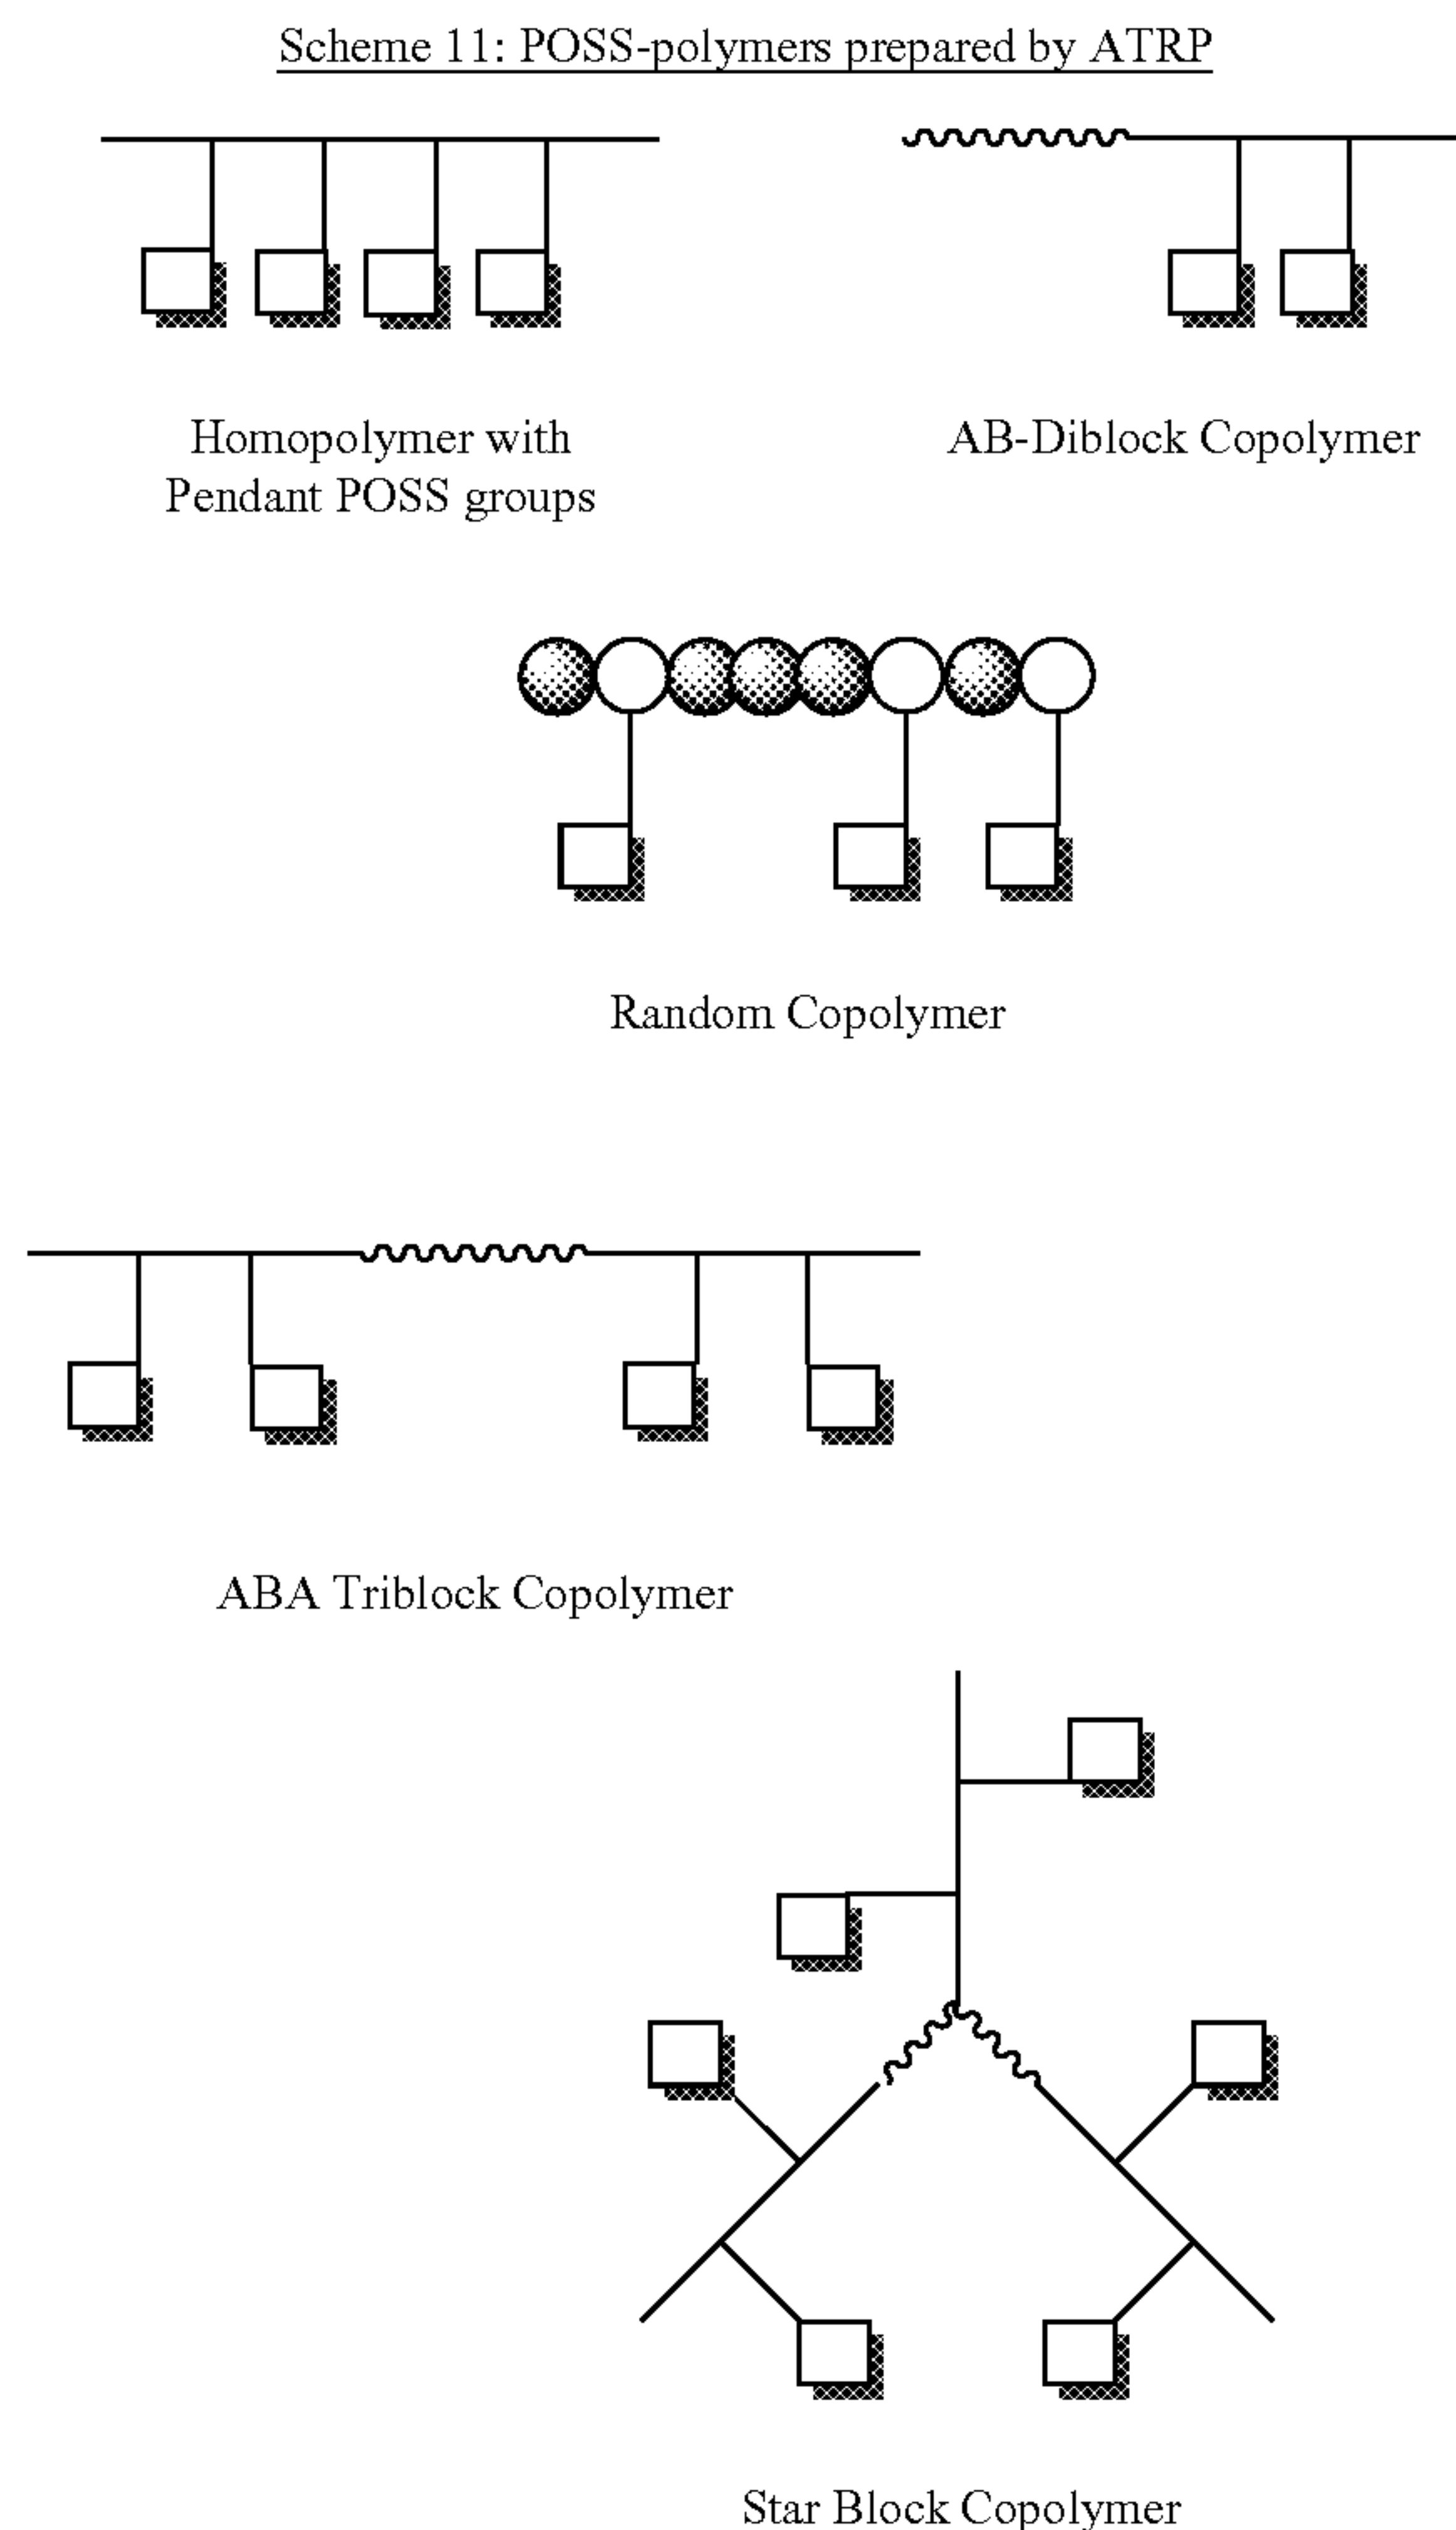 Scheme 11: POSS-polymers prepared by ATRP
Homopolymer with
Pendant POSS groups
AB-Diblock Copolymer
Random Copolymer
ABA Triblock Copolymer
Star Block Copolymer